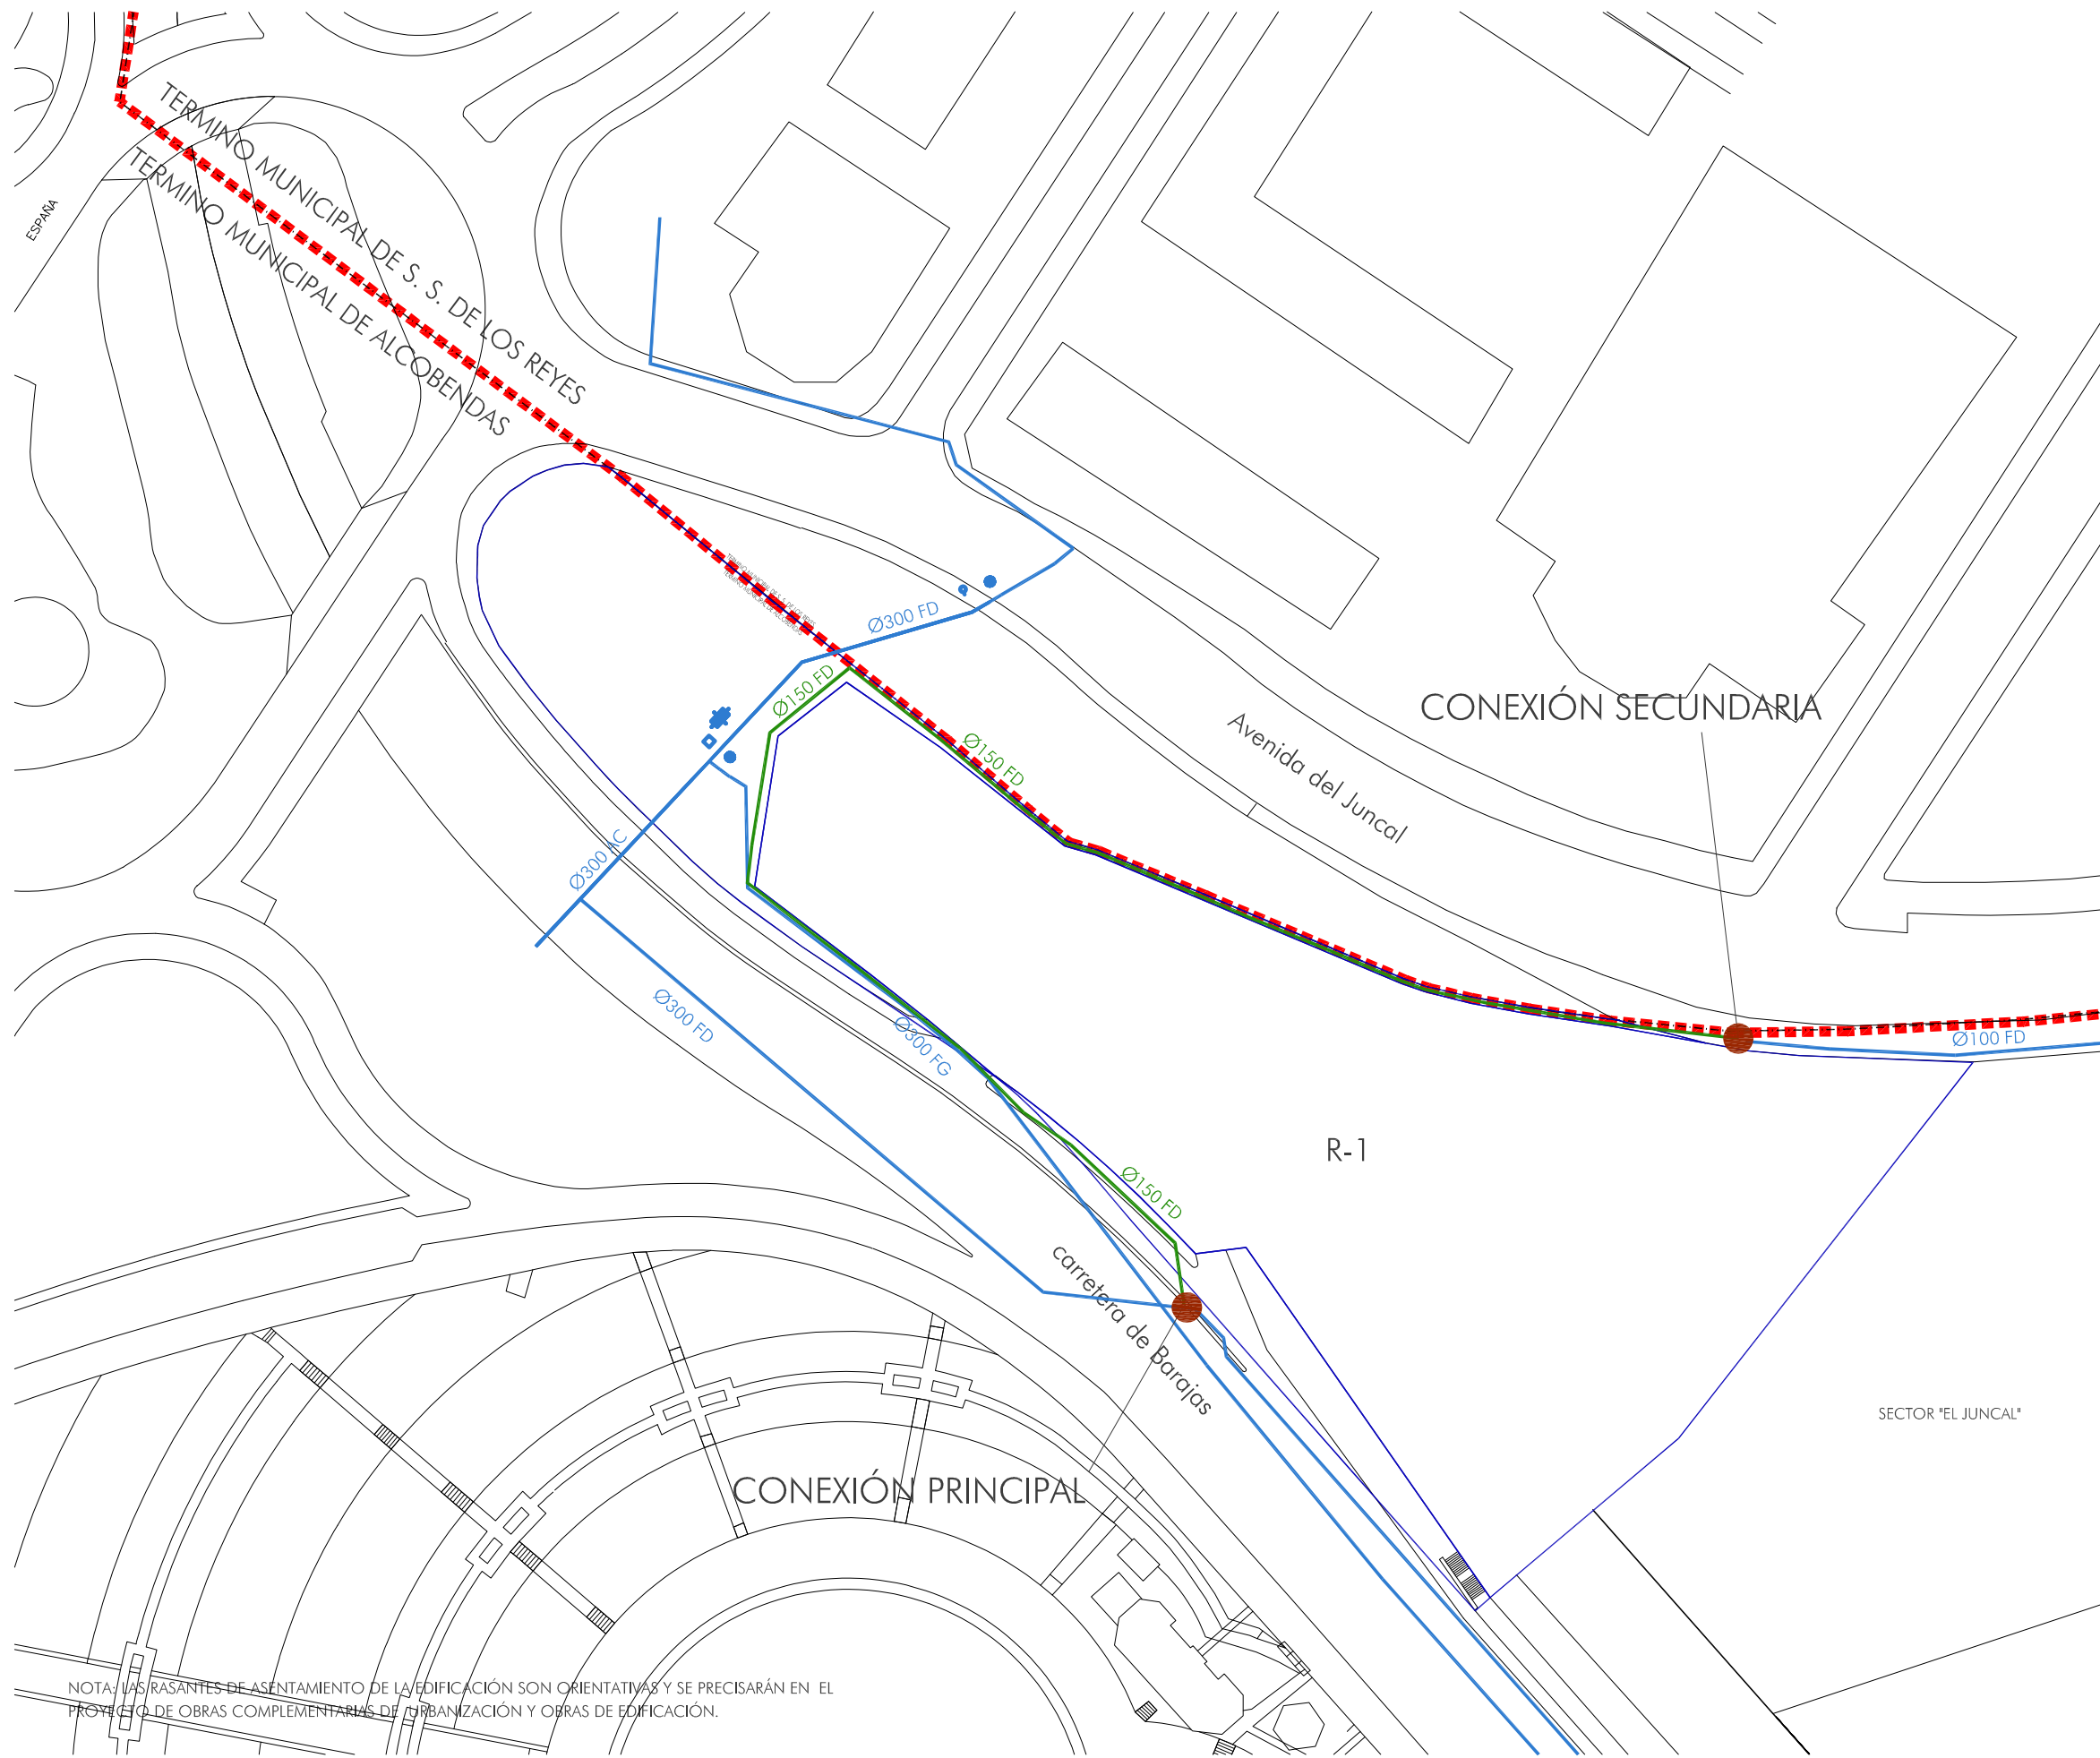 TERMINO MUNICIPAL DE S. S. DE LOS REYES
TERMINO MUNICIPAL DE ALCOBENDAS
ESPAÑA
Ø300 FD
Ø150 FD
Ø150 FD
CONEXIÓN SECUNDARIA
Avenida del Juncal
Ø300 AC
Ø300 FD
Ø300 FG
Ø100 FD
R-1
Ø150 FD
carretera de Barajas
SECTOR "EL JUNCAL"
CONEXIÓN PRINCIPAL
NOTA: LAS RASANTES DE ASENTAMIENTO DE LA EDIFICACIÓN SON ORIENTATIVAS Y SE PRECISARÁN EN EL
PROYECTO DE OBRAS COMPLEMENTARIAS DE URBANIZACIÓN Y OBRAS DE EDIFICACIÓN.